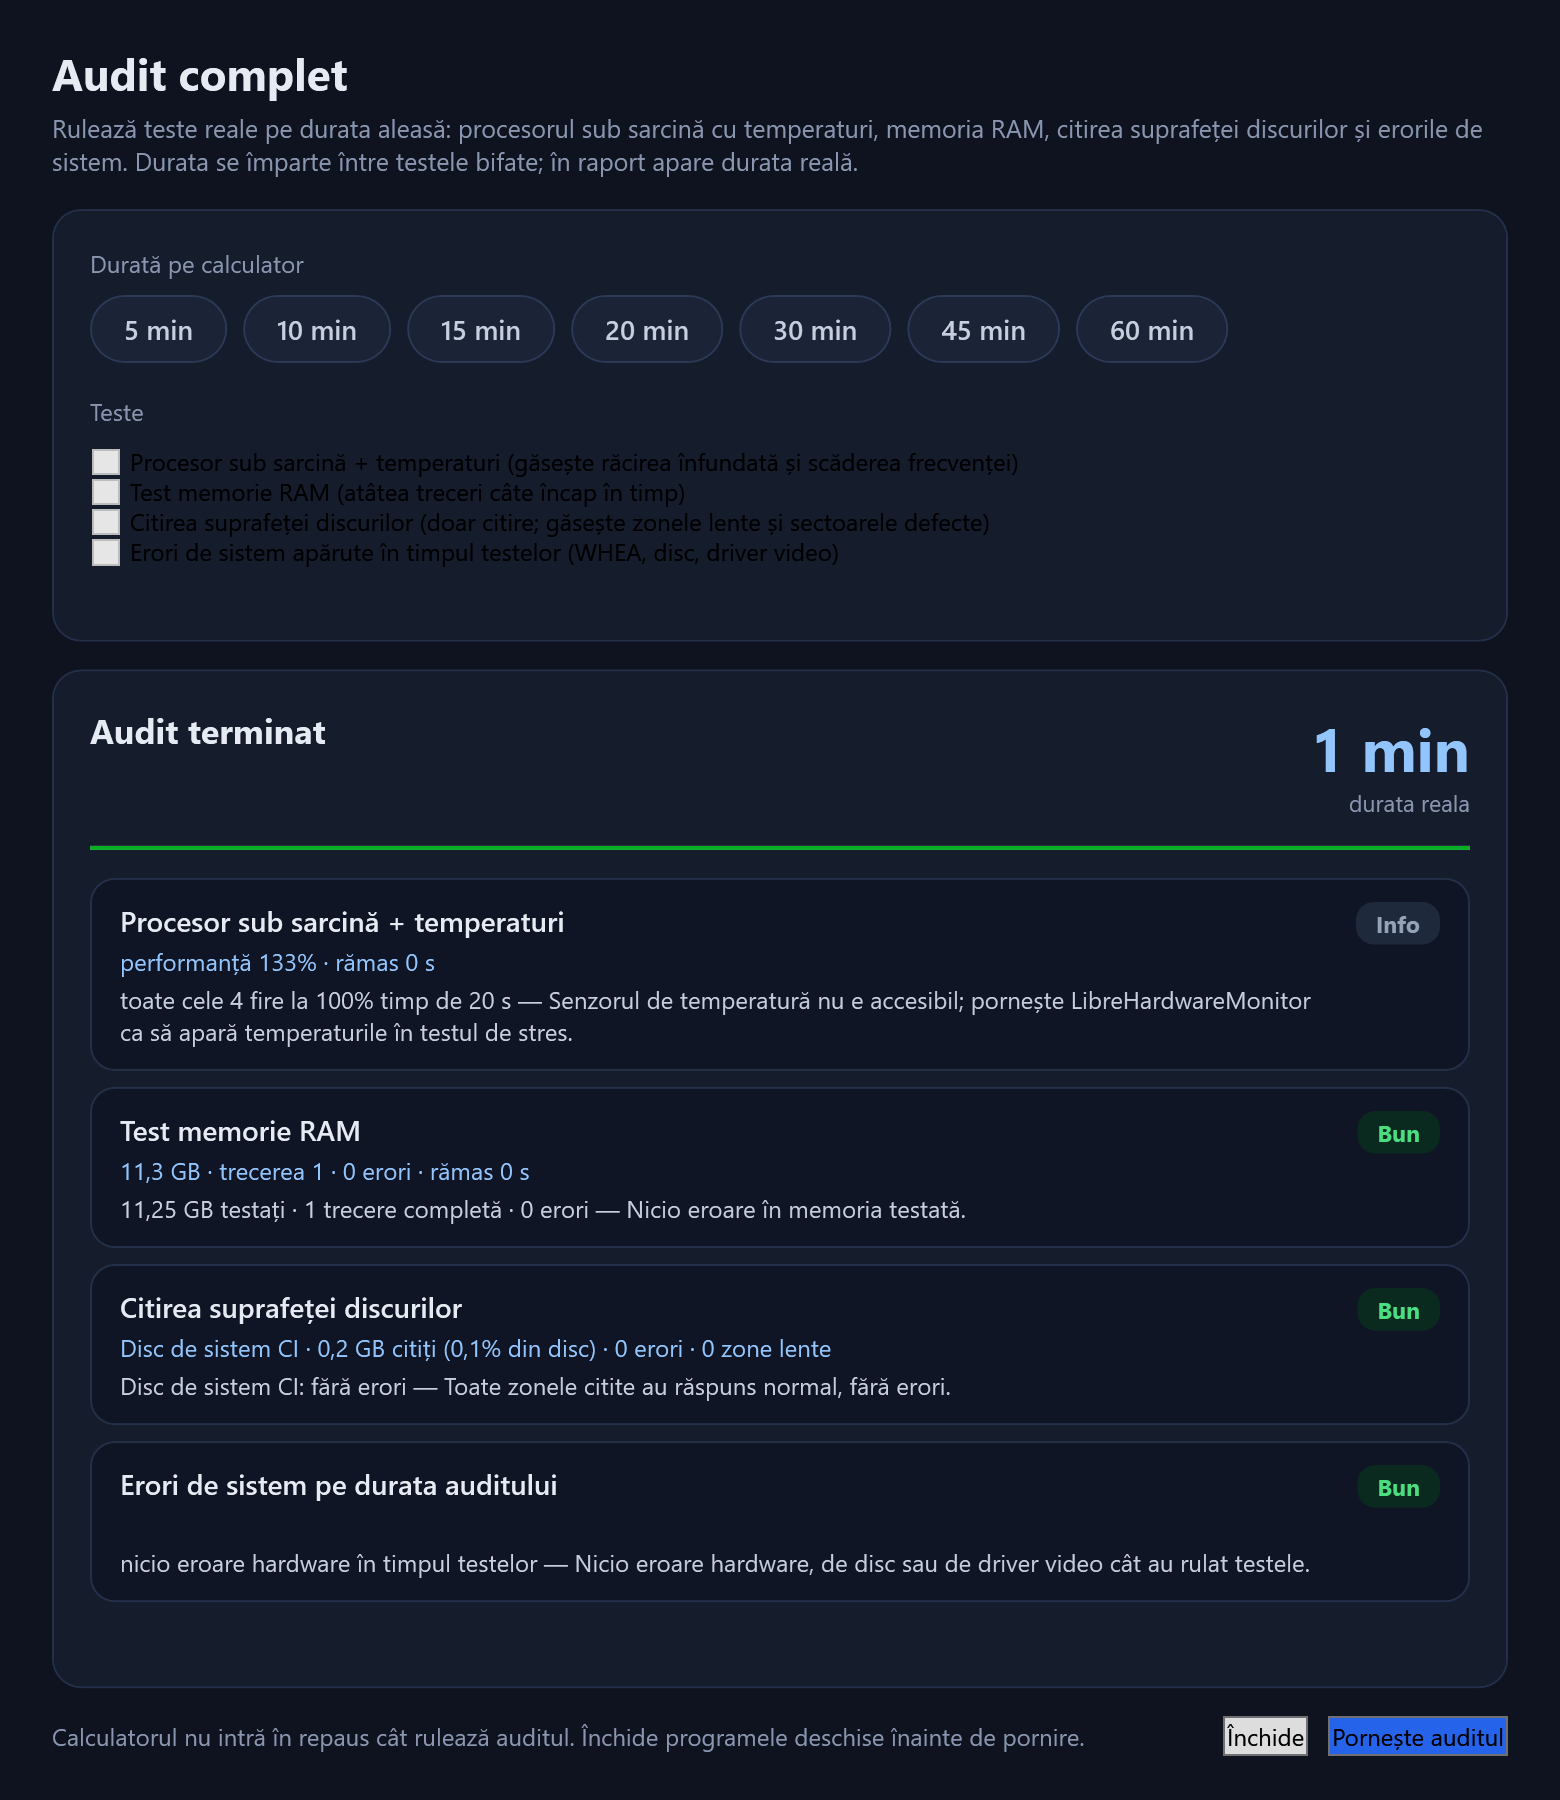 Audit complet
Rulează teste reale pe durata aleasă: procesorul sub sarcină cu temperaturi, memoria RAM, citirea suprafeței discurilor și erorile de
sistem. Durata se împarte între testele bifate; în raport apare durata reală.
Durată pe calculator
5 min 10 min 15 min 20 min 30 min 45 min 60 min
Teste
Procesor sub sarcină + temperaturi (găsește răcirea înfundată și scăderea frecvenței)
Test memorie RAM (atâtea treceri câte încap în timp)
Citirea suprafeței discurilor (doar citire; găsește zonele lente și sectoarele defecte)
Erori de sistem apărute în timpul testelor (WHEA, disc, driver video)
Audit terminat
1 min
durata reala
Procesor sub sarcină + temperaturi
Info
performanță 133% · rămas 0 s
toate cele 4 fire la 100% timp de 20 s — Senzorul de temperatură nu e accesibil; pornește LibreHardwareMonitor
ca să apară temperaturile în testul de stres.
Test memorie RAM
Bun
11,3 GB · trecerea 1 · 0 erori · rămas 0 s
11,25 GB testați · 1 trecere completă · 0 erori — Nicio eroare în memoria testată.
Citirea suprafeței discurilor
Bun
Disc de sistem CI · 0,2 GB citiți (0,1% din disc) · 0 erori · 0 zone lente
Disc de sistem CI: fără erori — Toate zonele citite au răspuns normal, fără erori.
Erori de sistem pe durata auditului
Bun
nicio eroare hardware în timpul testelor — Nicio eroare hardware, de disc sau de driver video cât au rulat testele.
Calculatorul nu intră în repaus cât rulează auditul. Închide programele deschise înainte de pornire.
Închide
Pornește auditul